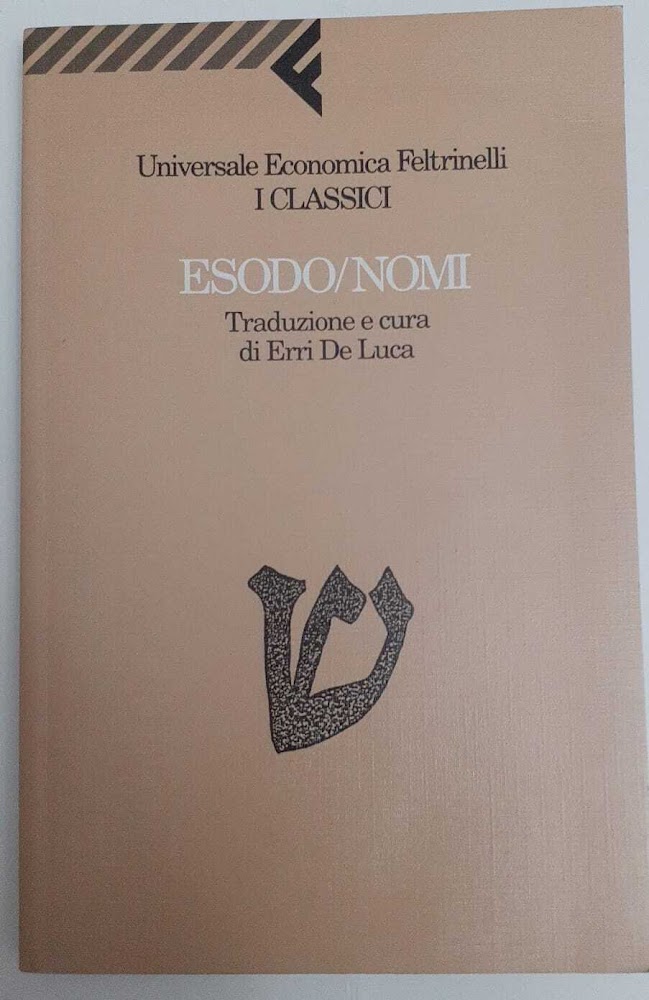 Universale Economica Feltrinelli
I CLASSICI
ESODO/NOMI
Traduzione e cura
di Erri De Luca
ש